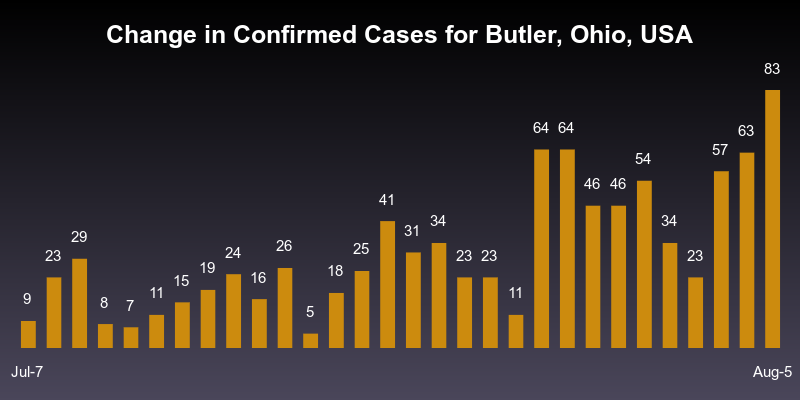 Change in Confirmed Cases for Butler, Ohio, USA
9 23 29 8 7 11 15 19 24 16 26 5 18 25 41 31 34 23 23 11 64 64 46 46 54 34 23 57 63 83
Jul-7 Aug-5